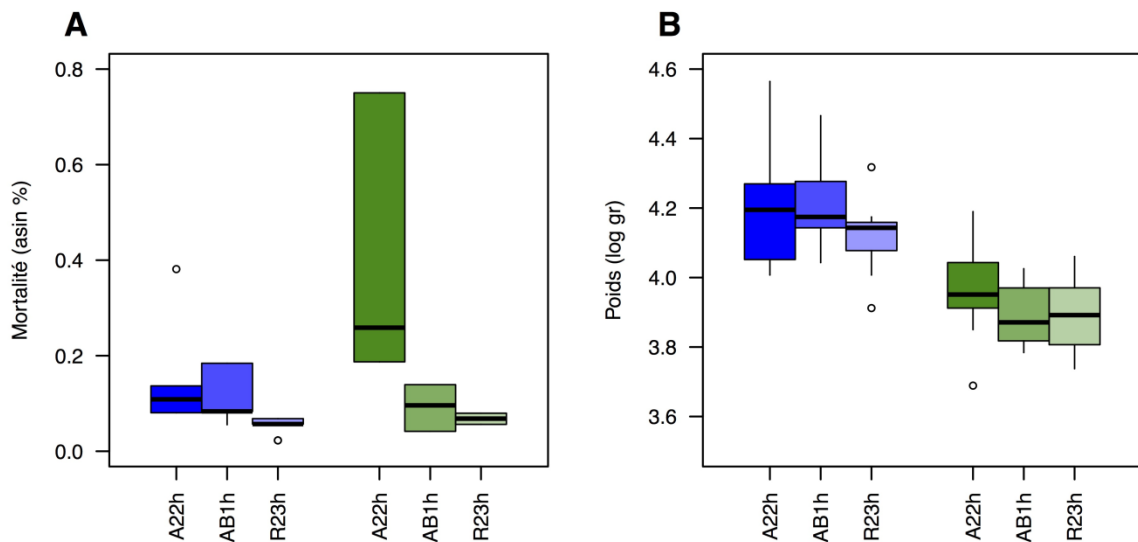 A
Mortalité (asin %)
0.8
0.6
0.4
0.2
0.0
A22h
AB1h
R23h
A22h
AB1h
R23h
B
Poids (log gr)
4.6
4.4
4.2
4.0
3.8
3.6
A22h
AB1h
R23h
A22h
AB1h
R23h